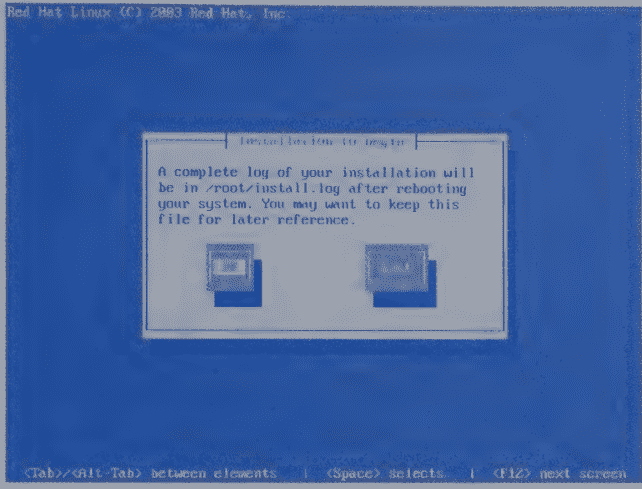 Red Hat Linux (C) 2003 Red Hat, Inc.
Installation to begin
A complete log of your installation will
be in /root/install.log after rebooting
your system. You may want to keep this
file for later reference.
OK Back
<Tab>/<Alt-Tab> between elements | <Space> selects | <F12> next screen